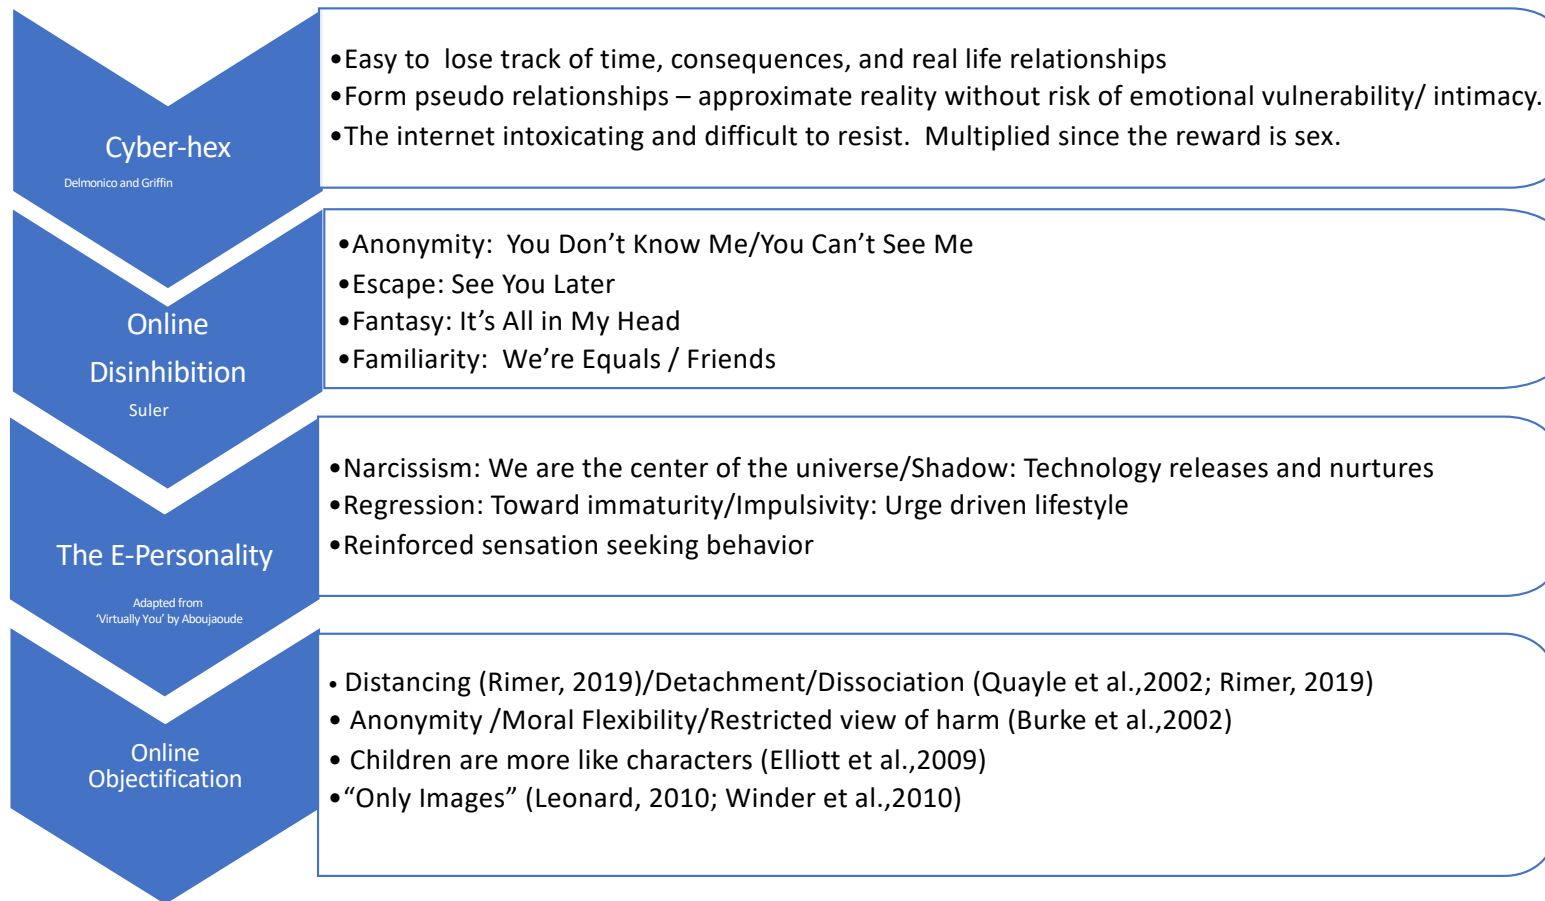 Cyber-hex
Delmonico and Griffin
•Easy to  lose track of time, consequences, and real life relationships
•Form pseudo relationships – approximate reality without risk of emotional vulnerability/ intimacy.
•The internet intoxicating and difficult to resist.  Multiplied since the reward is sex.
Online
Disinhibition
Suler
•Anonymity:  You Don’t Know Me/You Can’t See Me
•Escape: See You Later
•Fantasy: It’s All in My Head
•Familiarity:  We’re Equals / Friends
The E-Personality
Adapted from
‘Virtually You’ by Aboujaoude
•Narcissism: We are the center of the universe/Shadow: Technology releases and nurtures
•Regression: Toward immaturity/Impulsivity: Urge driven lifestyle
•Reinforced sensation seeking behavior
Online
Objectification
• Distancing (Rimer, 2019)/Detachment/Dissociation (Quayle et al.,2002; Rimer, 2019)
• Anonymity /Moral Flexibility/Restricted view of harm (Burke et al.,2002)
• Children are more like characters (Elliott et al.,2009)
•“Only Images” (Leonard, 2010; Winder et al.,2010)